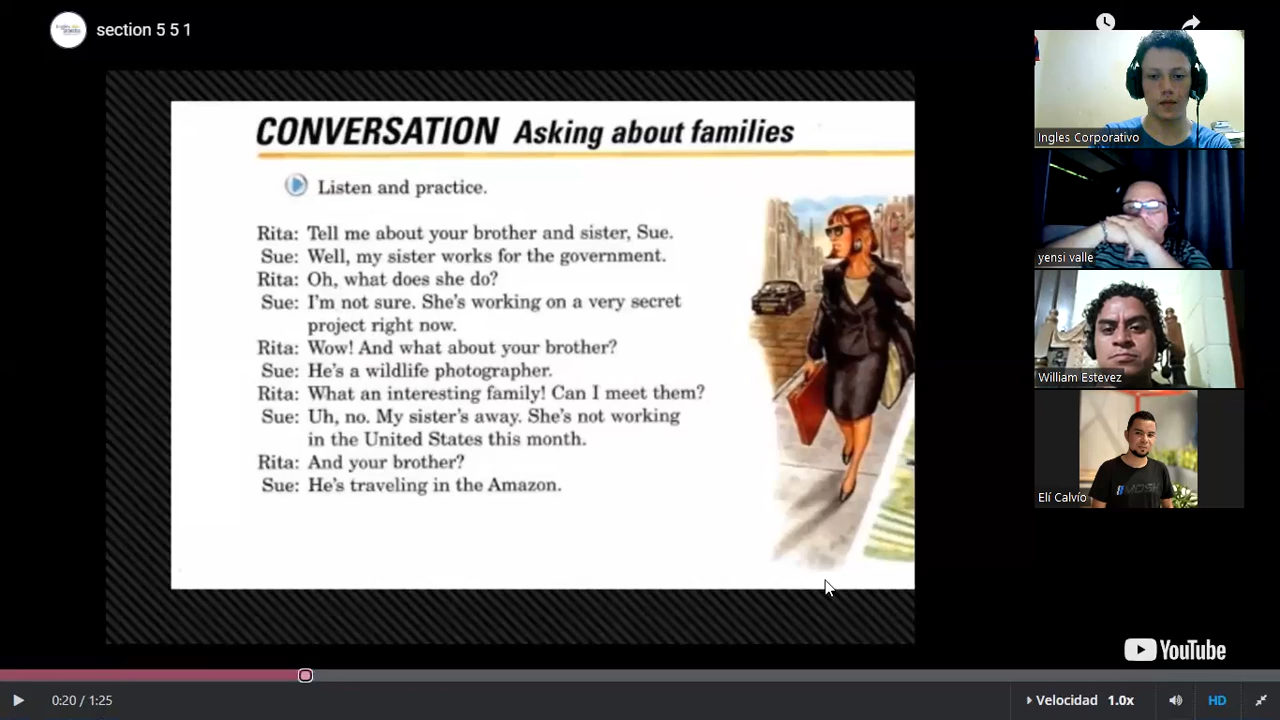 section 5 5 1
CONVERSATION Asking about families
Listen and practice.
Rita: Tell me about your brother and sister, Sue.
Sue: Well, my sister works for the government.
Rita: Oh, what does she do?
Sue: I'm not sure. She's working on a very secret
project right now.
Rita: Wow! And what about your brother?
Sue: He's a wildlife photographer.
Rita: What an interesting family! Can I meet them?
Sue: Uh, no. My sister's away. She's not working
in the United States this month.
Rita: And your brother?
Sue: He's traveling in the Amazon.
Ingles Corporativo
yensi valle
William Estevez
Elí Calvío
YouTube
0:20 / 1:25
Velocidad 1.0x
HD